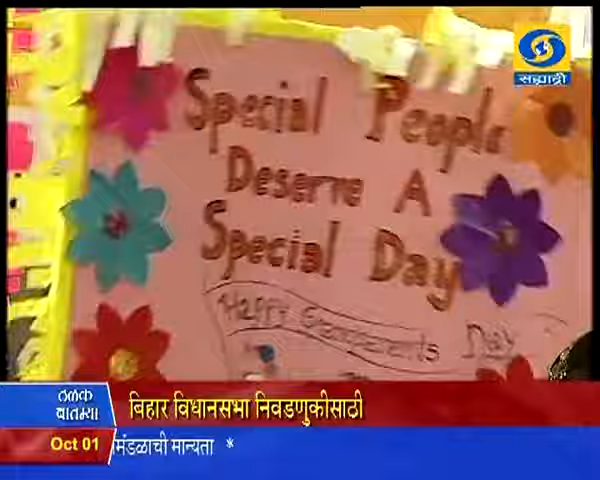 सह्याद्री
Special People
Deserve A
Special Day
Happy Grandparents Day
ठळक
बातम्या
बिहार विधानसभा निवडणुकीसाठी
Oct 01
मंडळाची मान्यता *